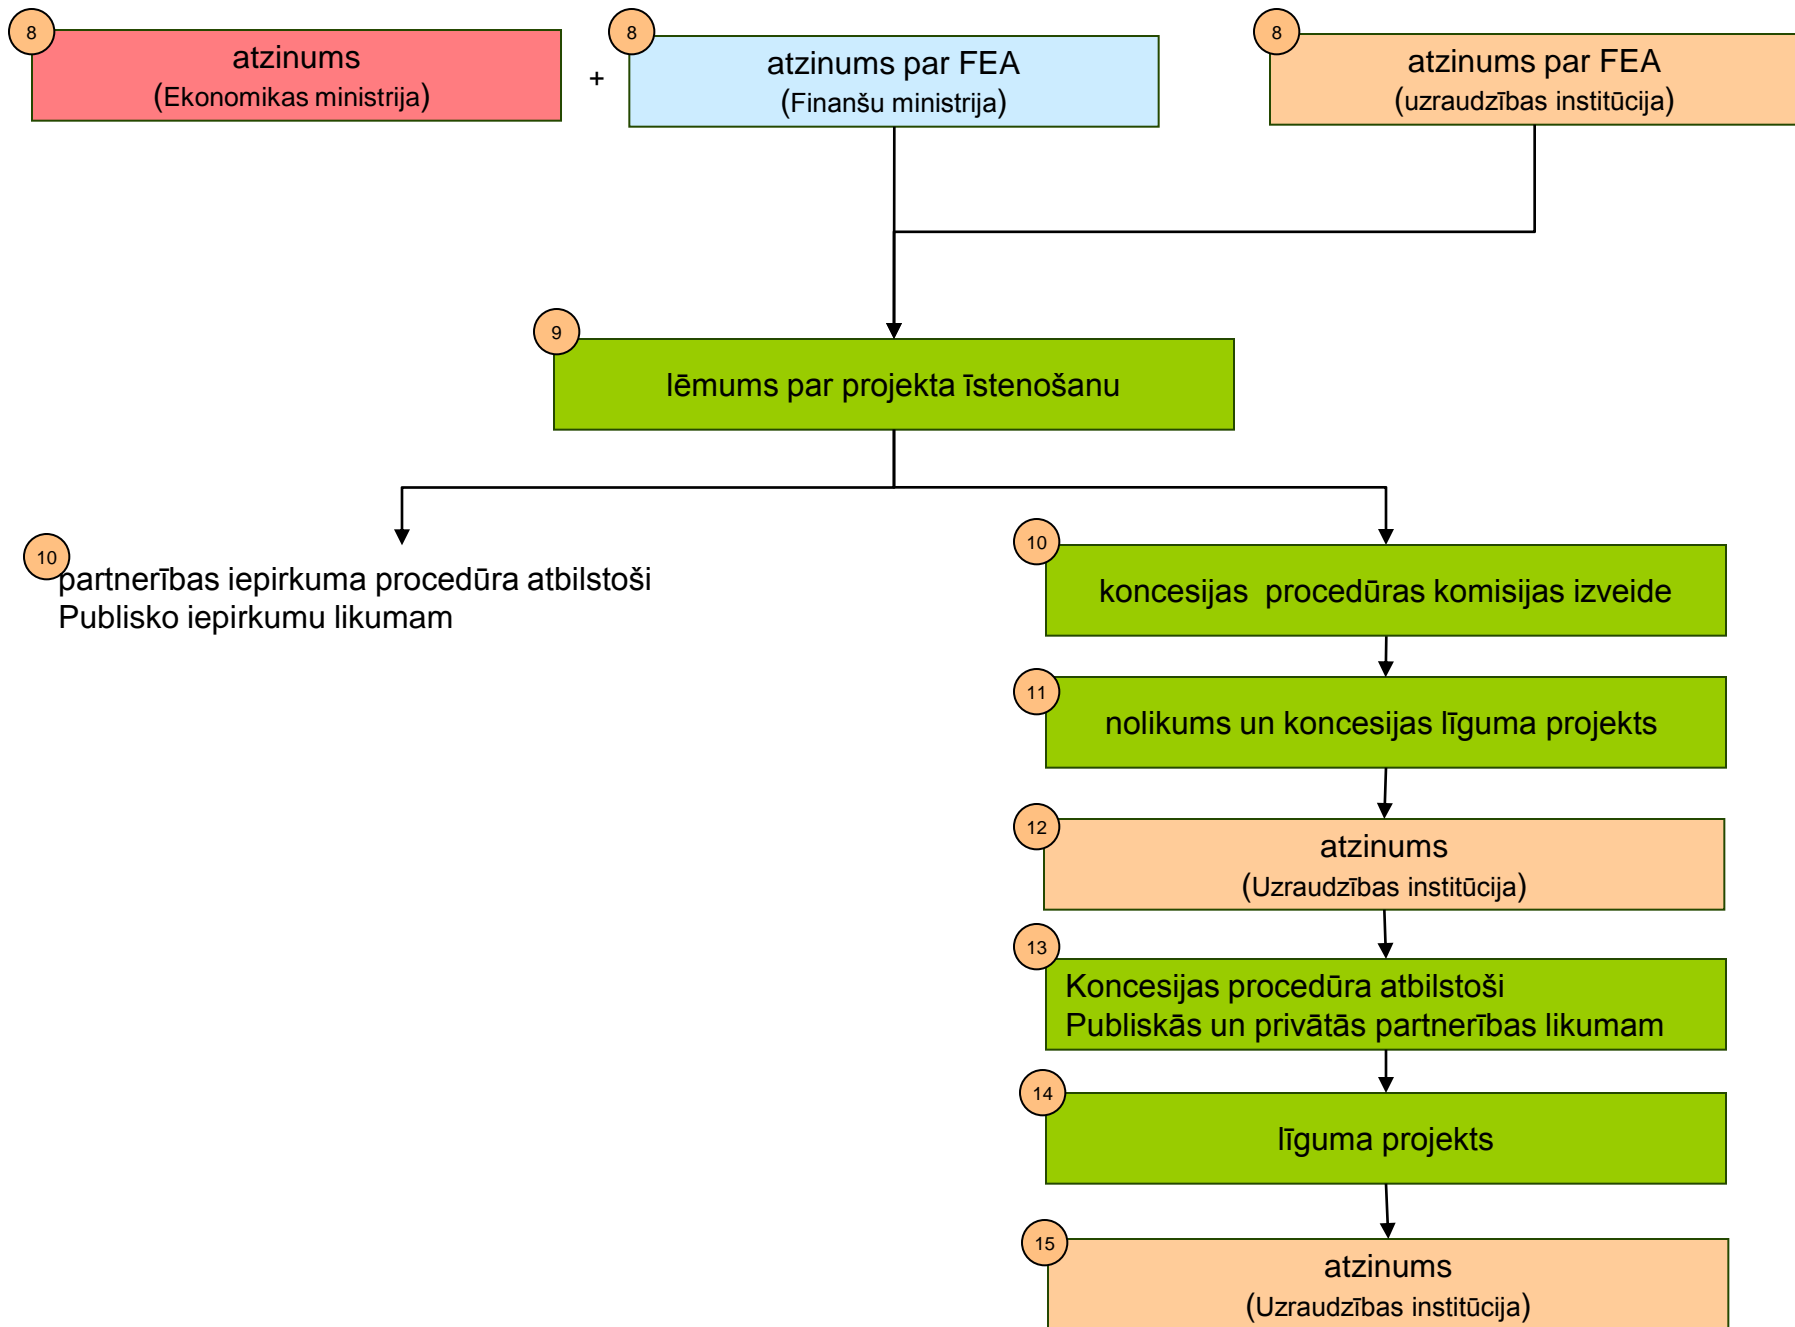 8
atzinums
(Ekonomikas ministrija)
+
8
atzinums par FEA
(Finanšu ministrija)
8
atzinums par FEA
(uzraudzības institūcija)
9
lēmums par projekta īstenošanu
10
partnerības iepirkuma procedūra atbilstoši
Publisko iepirkumu likumam
10
koncesijas  procedūras komisijas izveide
11
nolikums un koncesijas līguma projekts
12
atzinums
(Uzraudzības institūcija)
13
Koncesijas procedūra atbilstoši
Publiskās un privātās partnerības likumam
14
līguma projekts
15
atzinums
(Uzraudzības institūcija)